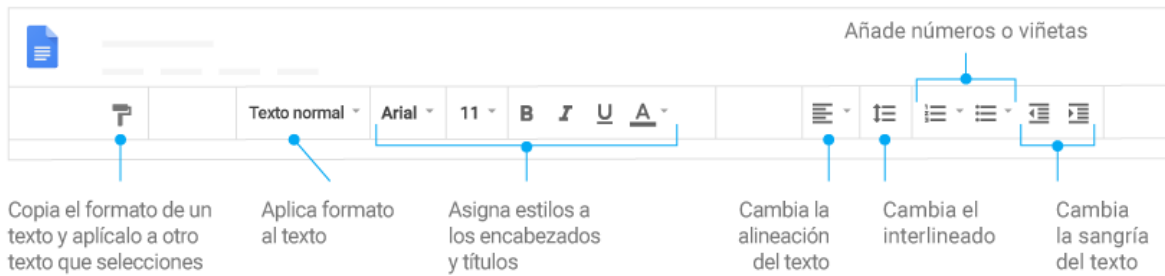 Añade números o viñetas
Texto normal Arial 11 B I U A
Copia el formato de un
texto y aplícalo a otro
texto que selecciones
Aplica formato
al texto
Asigna estilos a
los encabezados
y títulos
Cambia la
alineación
del texto
Cambia el
interlineado
Cambia
la sangría
del texto